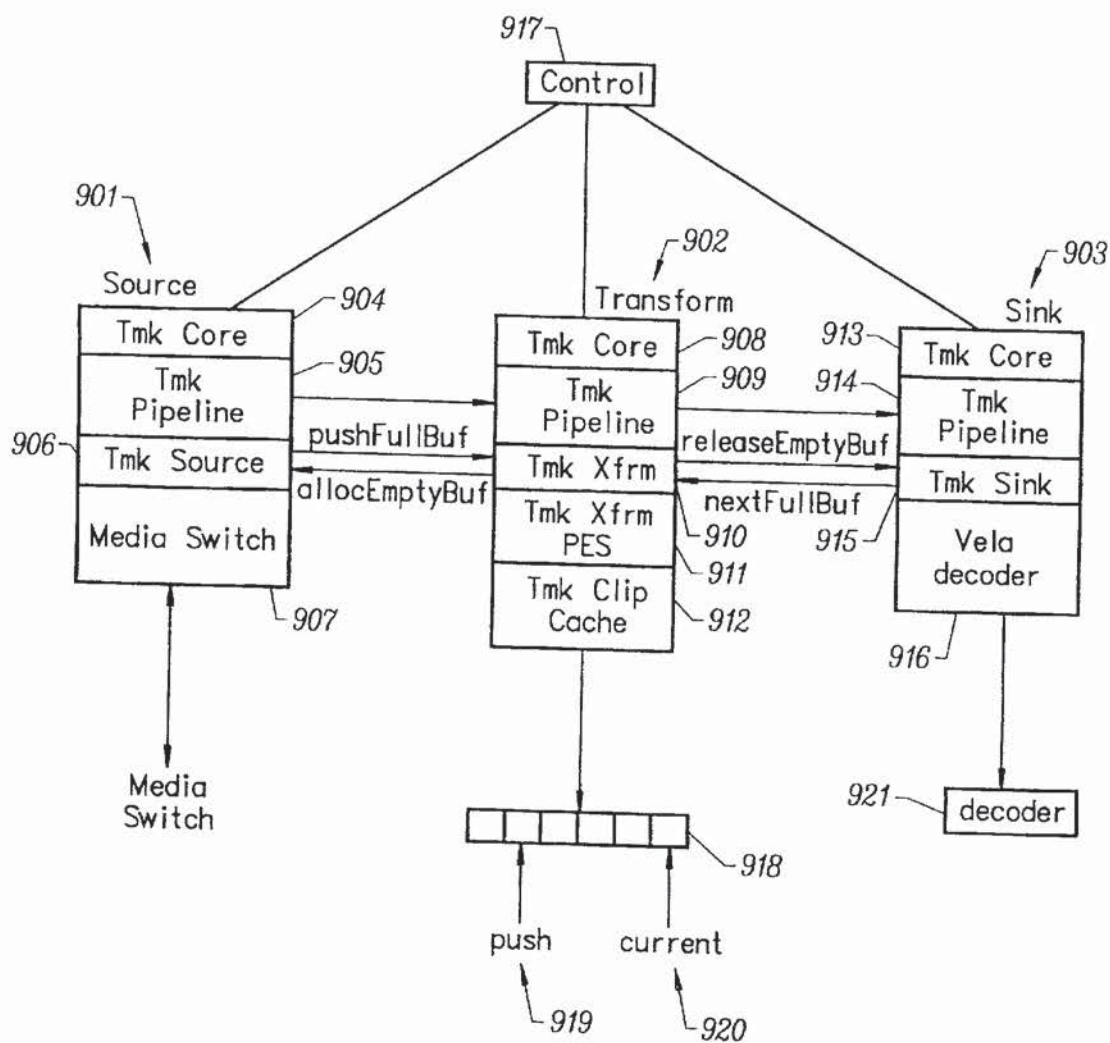 917
Control
901
902
903
Source
904
Transform
Sink
Tmk Core
908
913
Tmk Core
Tmk Core
905
909
914
Tmk
Pipeline
Tmk
Pipeline
Tmk
Pipeline
906
pushFullBuf
releaseEmptyBuf
Tmk Source
Tmk Xfrm
Tmk Sink
allocEmptyBuf
nextFullBuf
910
915
Media Switch
Tmk Xfrm
PES
911
Vela
decoder
907
Tmk Clip
Cache
912
916
Media
Switch
921
decoder
918
push
current
919
920